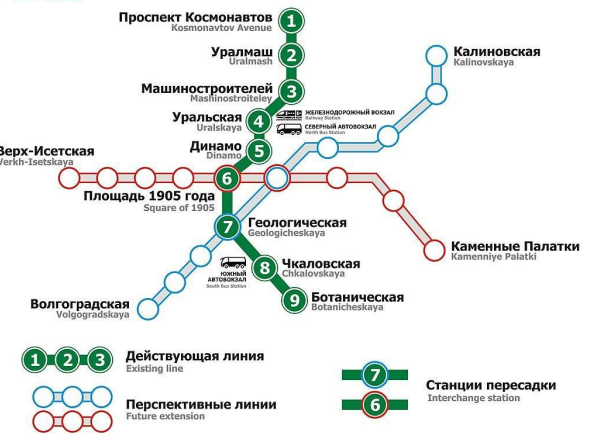 Проспект Космонавтов
Kosmonavtov Avenue
1
Уралмаш
Uralmash
2
Калиновская
Kalinovskaya
Машиностроителей
Mashinostroiteley
3
Уральская
Uralskaya
4
ЖЕЛЕЗНОДОРОЖНЫЙ ВОКЗАЛ
Railway Station
СЕВЕРНЫЙ АВТОВОКЗАЛ
North Bus Station
Динамо
Dinamo
5
Верх-Исетская
Verkh-Isetskaya
6
Площадь 1905 года
Square of 1905
7
Геологическая
Geologicheskaya
Каменные Палатки
Kamenniye Palatki
8
Чкаловская
Chkalovskaya
ЮЖНЫЙ
АВТОВОКЗАЛ
South Bus Station
9
Ботаническая
Botanicheskaya
Волгоградская
Volgogradskaya
1 2 3
Действующая линия
Existing line
Перспективные линии
Future extension
7
6
Станции пересадки
Interchange station